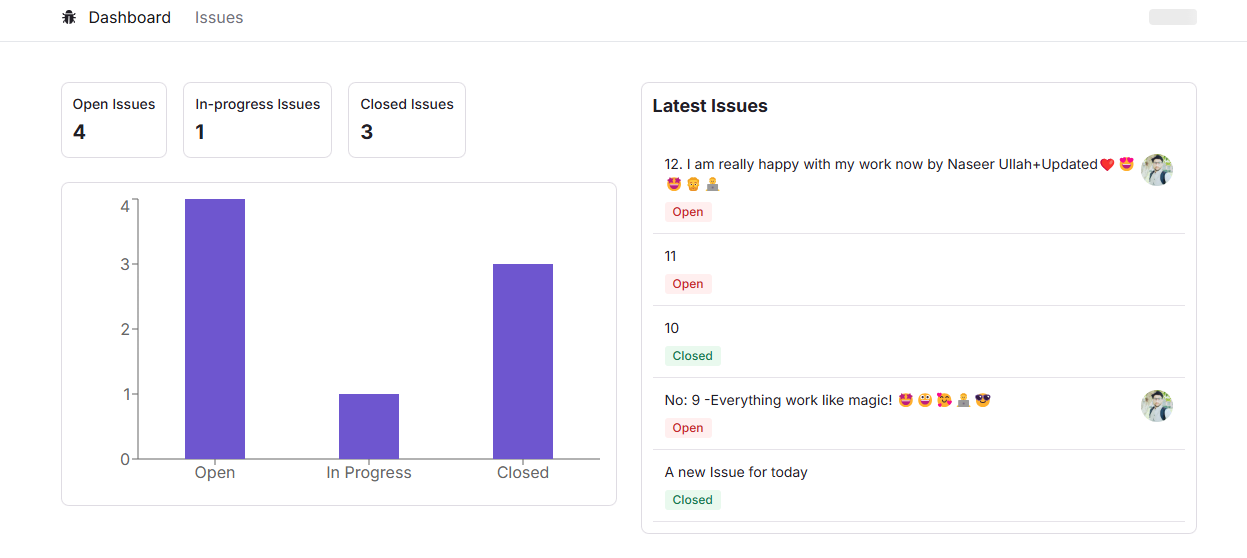 Dashboard Issues
Open Issues
4
In-progress Issues
1
Closed Issues
3
4
3
2
1
0
Open
In Progress
Closed
Latest Issues
12. I am really happy with my work now by Naseer Ullah+Updated❤️ 😍
🤩 👨‍🦰 👨‍💻
Open
11
Open
10
Closed
No: 9 -Everything work like magic! 🤩 😀 🥰 👨‍💻 😎
Open
A new Issue for today
Closed